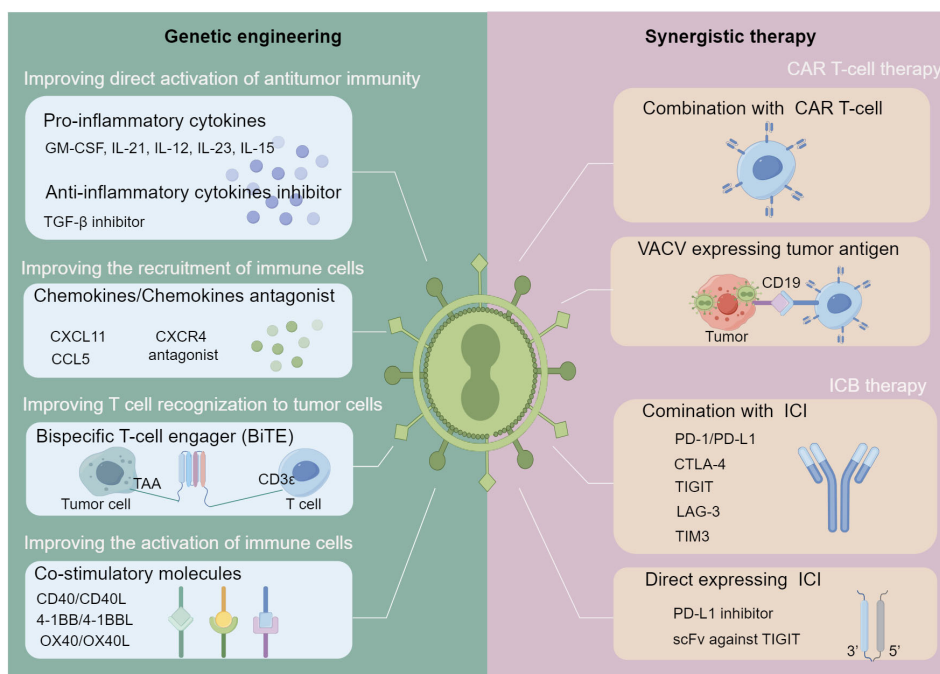 Genetic engineering
Improving direct activation of antitumor immunity
Pro-inflammatory cytokines
GM-CSF, IL-21, IL-12, IL-23, IL-15
Anti-inflammatory cytokines inhibitor
TGF-β inhibitor
Improving the recruitment of immune cells
Chemokines/Chemokines antagonist
CXCL11
CCL5
CXCR4
antagonist
Improving T cell recognization to tumor cells
Bispecific T-cell engager (BiTE)
TAA
CD3ε
Tumor cell
T cell
Improving the activation of immune cells
Co-stimulatory molecules
CD40/CD40L
4-1BB/4-1BBL
OX40/OX40L
Synergistic therapy
CAR T-cell therapy
Combination with CAR T-cell
VACV expressing tumor antigen
CD19
Tumor
ICB therapy
Comination with ICI
PD-1/PD-L1
CTLA-4
TIGIT
LAG-3
TIM3
Direct expressing ICI
PD-L1 inhibitor
scFv against TIGIT
3’ 5’